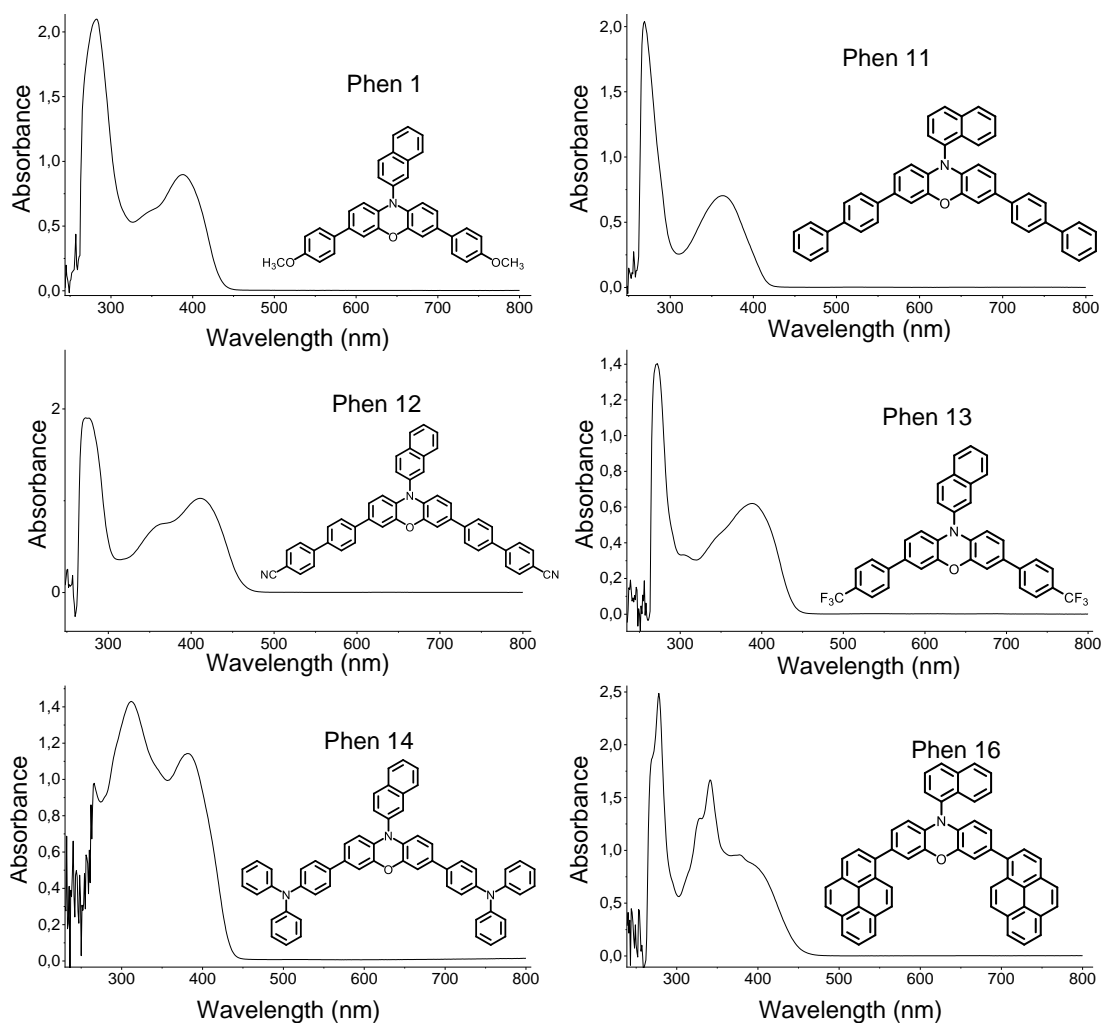 Phen 1
Absorbance
2,0
1,5
1,0
0,5
0,0
300 400 500 600 700 800
Wavelength (nm)
N
O
H₃CO
OCH₃
Phen 11
Absorbance
2,0
1,5
1,0
0,5
0,0
300 400 500 600 700 800
Wavelength (nm)
N
O
Phen 12
Absorbance
2
0
300 400 500 600 700 800
Wavelength (nm)
N
O
NC
CN
Phen 13
Absorbance
1,4
1,2
1,0
0,8
0,6
0,4
0,2
0,0
300 400 500 600 700 800
Wavelength (nm)
N
O
F₃C
CF₃
Phen 14
Absorbance
1,4
1,2
1,0
0,8
0,6
0,4
0,2
0,0
300 400 500 600 700 800
Wavelength (nm)
N
O
N
N
Phen 16
Absorbance
2,5
2,0
1,5
1,0
0,5
0,0
300 400 500 600 700 800
Wavelength (nm)
N
O